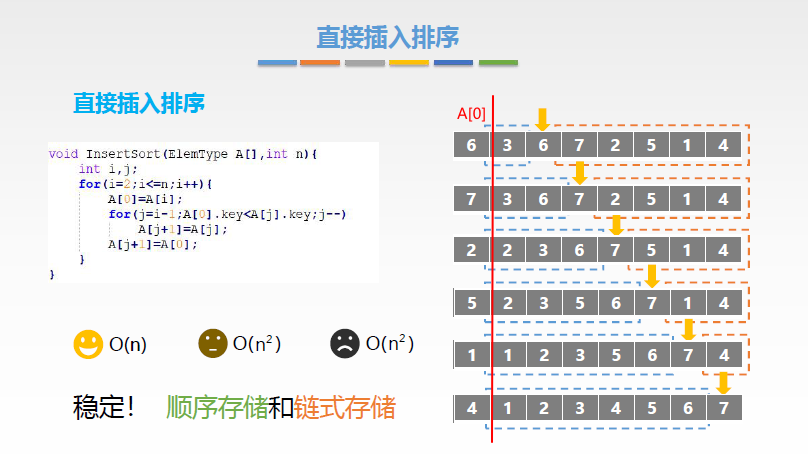 直接插入排序
直接插入排序
void InsertSort(ElemType A[],int n){
    int i,j;
    for(i=2;i<=n;i++){
        A[0]=A[i];
        for(j=i-1;A[0].key<A[j].key;j--)
            A[j+1]=A[j];
        A[j+1]=A[0];
    }
}
O(n) O(n²) O(n²)
稳定！ 顺序存储和链式存储
A[0]
6 3 6 7 2 5 1 4
7 3 6 7 2 5 1 4
2 2 3 6 7 5 1 4
5 2 3 5 6 7 1 4
1 1 2 3 5 6 7 4
4 1 2 3 4 5 6 7